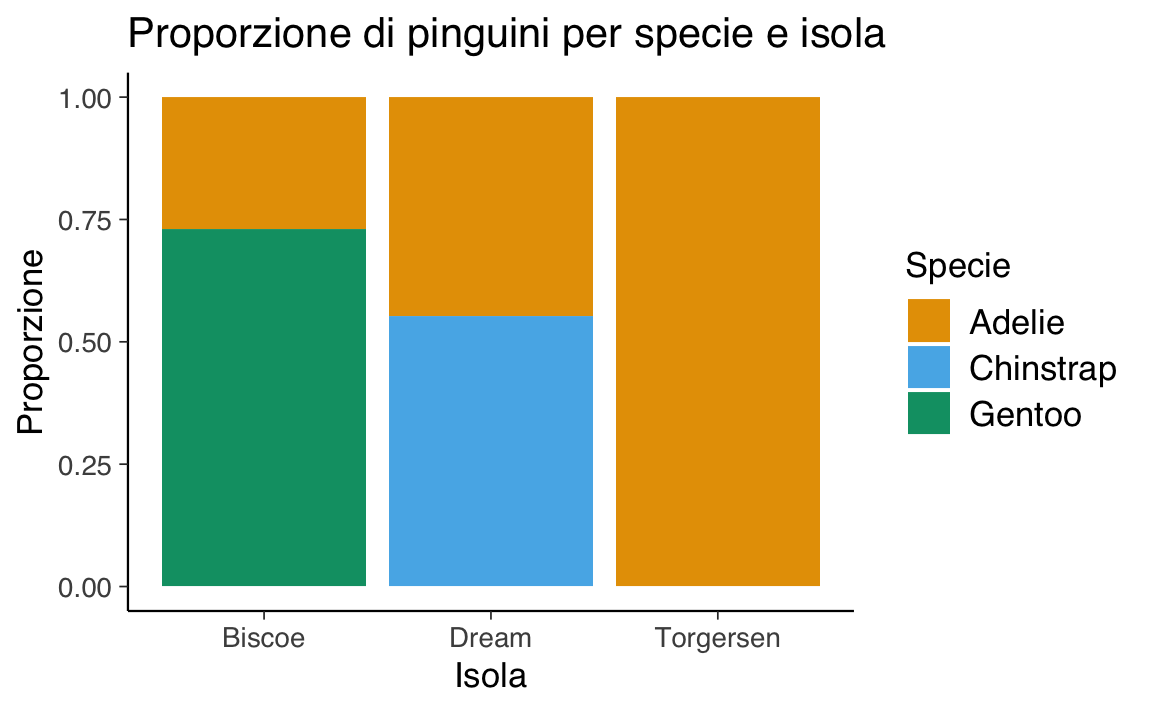 Proporzione di pinguini per specie e isola
Proporzione
1.00
0.75
0.50
0.25
0.00
Biscoe
Dream
Torgersen
Isola
Specie
Adelie
Chinstrap
Gentoo